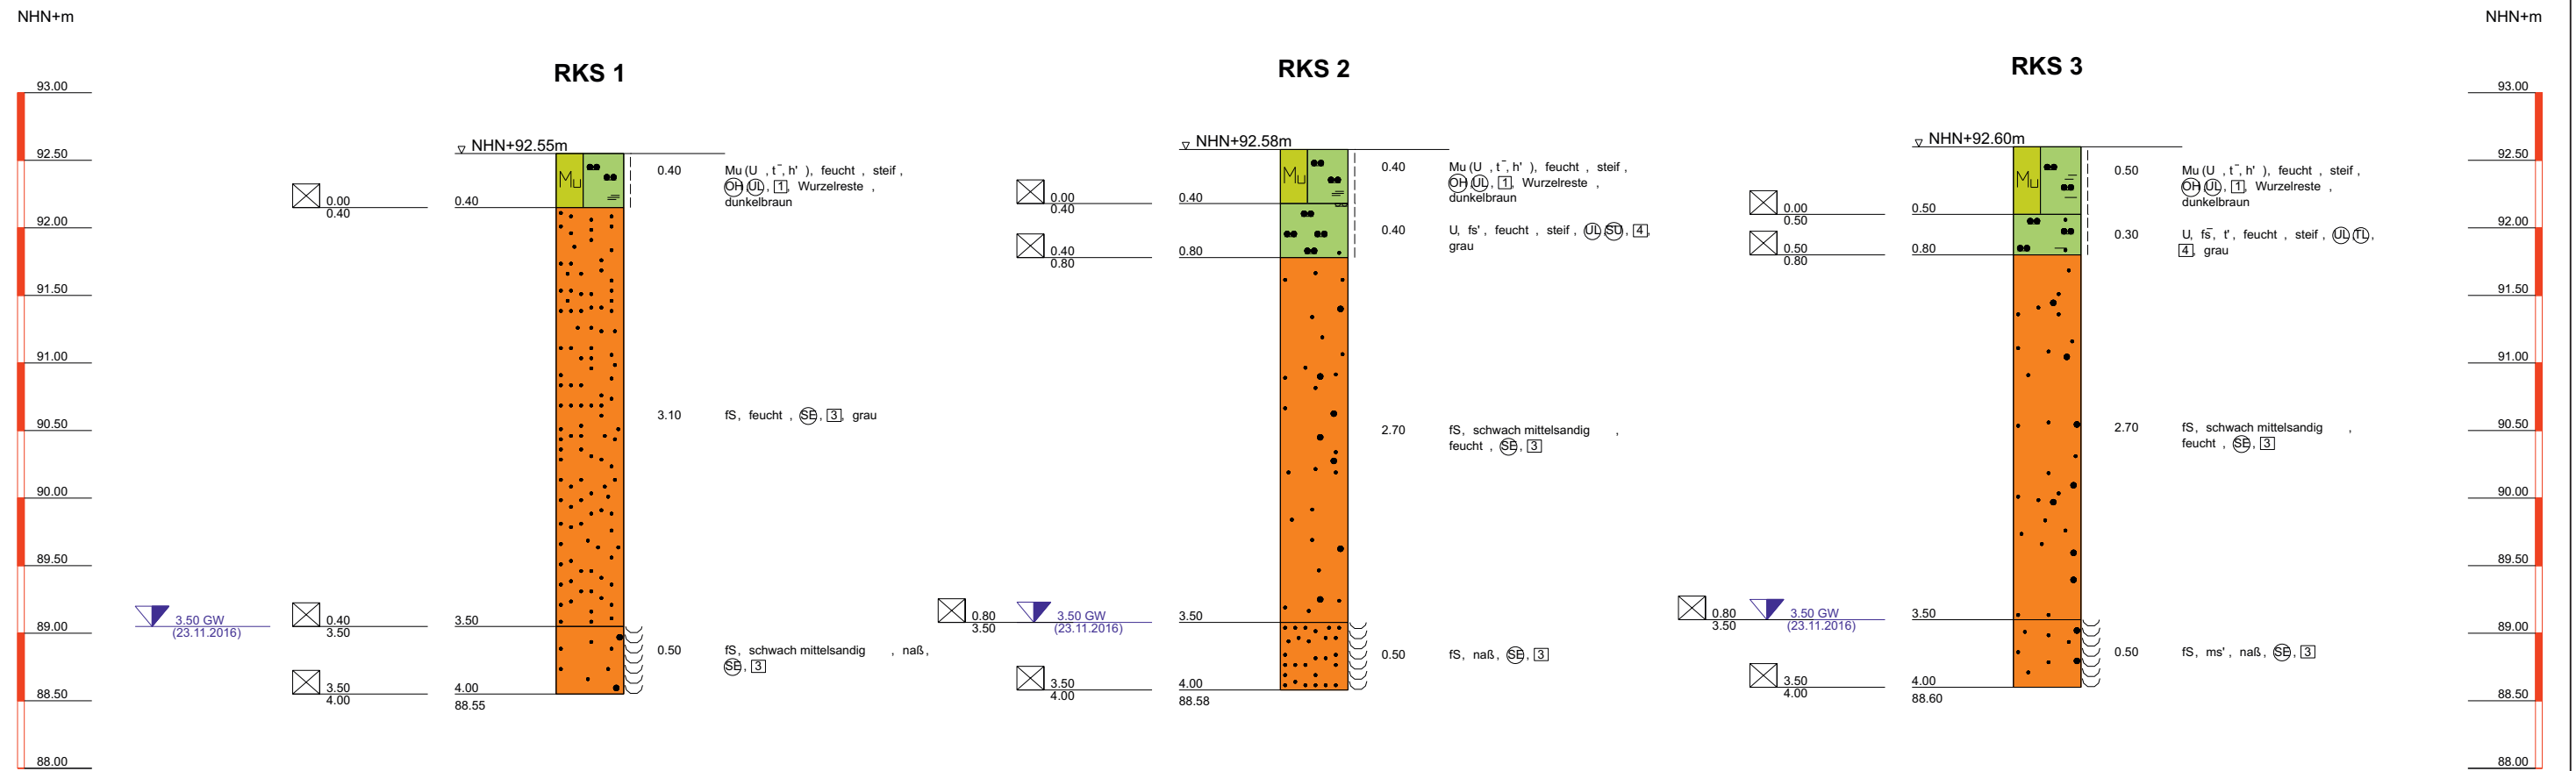 NHN+m
NHN+m
RKS 1
RKS 2
RKS 3
93.00
92.50
92.00
91.50
91.00
90.50
90.00
89.50
89.00
88.50
88.00
NHN+92.55m
Mu
0.00
0.40
0.40
0.40
Mu (U , t¯, h' ), feucht , steif ,
OH, UL, 1, Wurzelreste ,
dunkelbraun
3.10
fS, feucht , SE, 3, grau
3.50 GW
(23.11.2016)
0.40
3.50
3.50
0.50
fS, schwach mittelsandig , naß,
SE, 3
3.50
4.00
4.00
88.55
NHN+92.58m
Mu
0.00
0.40
0.40
0.40
Mu (U , t¯, h' ), feucht , steif ,
OH, UL, 1, Wurzelreste ,
dunkelbraun
0.40
0.80
0.80
0.40
U, fs', feucht , steif , UL, SU, 4,
grau
2.70
fS, schwach mittelsandig ,
feucht , SE, 3
0.80
3.50
3.50 GW
(23.11.2016)
3.50
0.50
fS, naß, SE, 3
3.50
4.00
4.00
88.58
NHN+92.60m
Mu
0.00
0.50
0.50
0.50
Mu (U , t¯, h' ), feucht , steif ,
OH, UL, 1, Wurzelreste ,
dunkelbraun
0.50
0.80
0.80
0.30
U, fs¯, t', feucht , steif , UL, TL,
4, grau
2.70
fS, schwach mittelsandig ,
feucht , SE, 3
0.80
3.50
3.50 GW
(23.11.2016)
3.50
0.50
fS, ms' , naß, SE, 3
3.50
4.00
4.00
88.60
93.00
92.50
92.00
91.50
91.00
90.50
90.00
89.50
89.00
88.50
88.00